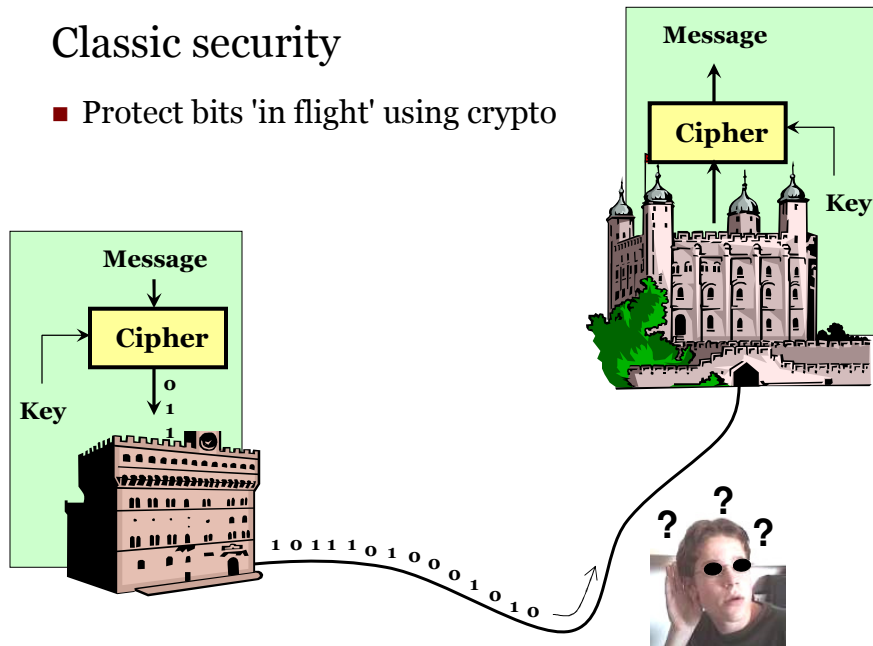 Classic security
■ Protect bits 'in flight' using crypto
Message
Cipher
Key
Message
Cipher
Key
0
1
1
1 0 1 1 1 0 1 0 0 0 1 0 1 0
? ? ?